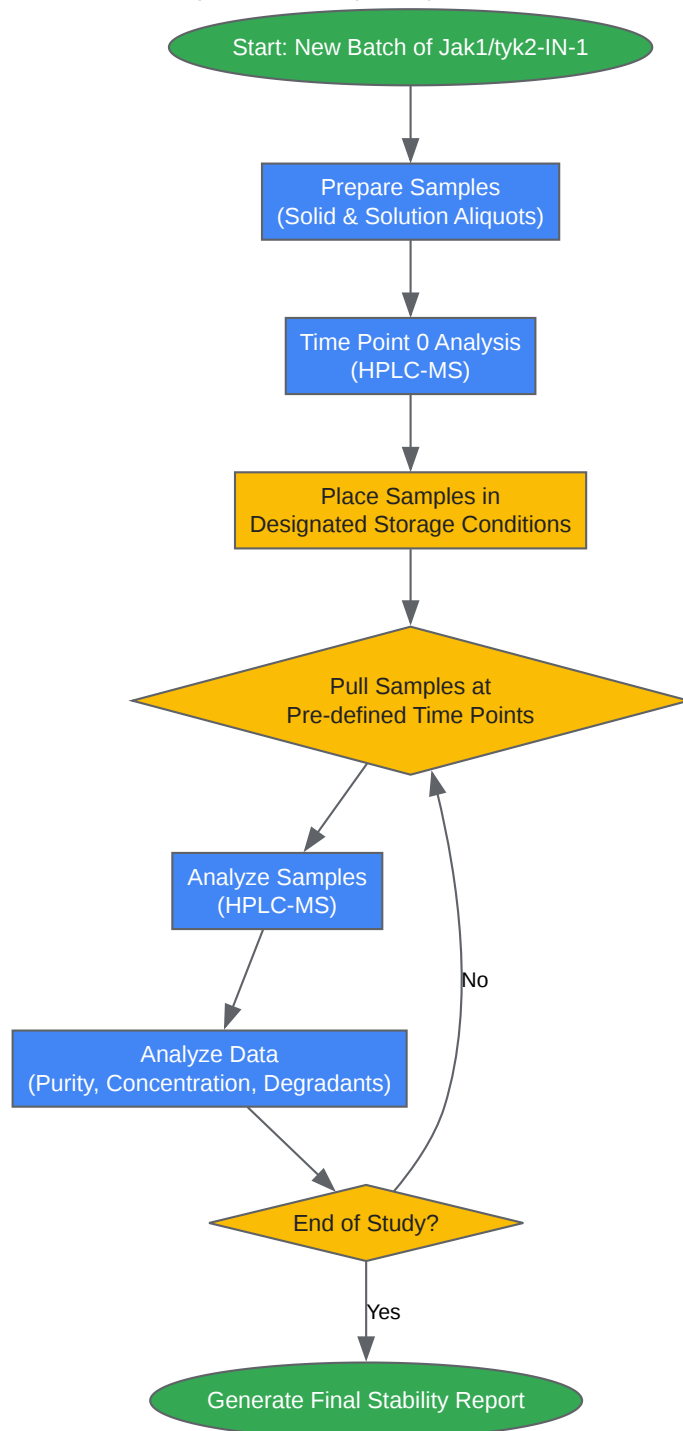 Start: New Batch of Jak1/tyk2-IN-1
Prepare Samples
(Solid & Solution Aliquots)
Time Point 0 Analysis
(HPLC-MS)
Place Samples in
Designated Storage Conditions
Pull Samples at
Pre-defined Time Points
Analyze Samples
(HPLC-MS)
No
Analyze Data
(Purity, Concentration, Degradants)
End of Study?
Yes
Generate Final Stability Report